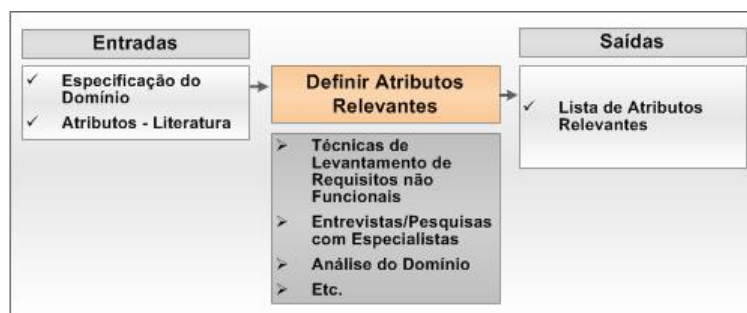 Entradas
✓ Especificação do
Domínio
✓ Atributos - Literatura
Definir Atributos
Relevantes
➢ Técnicas de
Levantamento de
Requisitos não
Funcionais
➢ Entrevistas/Pesquisas
com Especialistas
➢ Análise do Domínio
➢ Etc.
Saídas
✓ Lista de Atributos
Relevantes